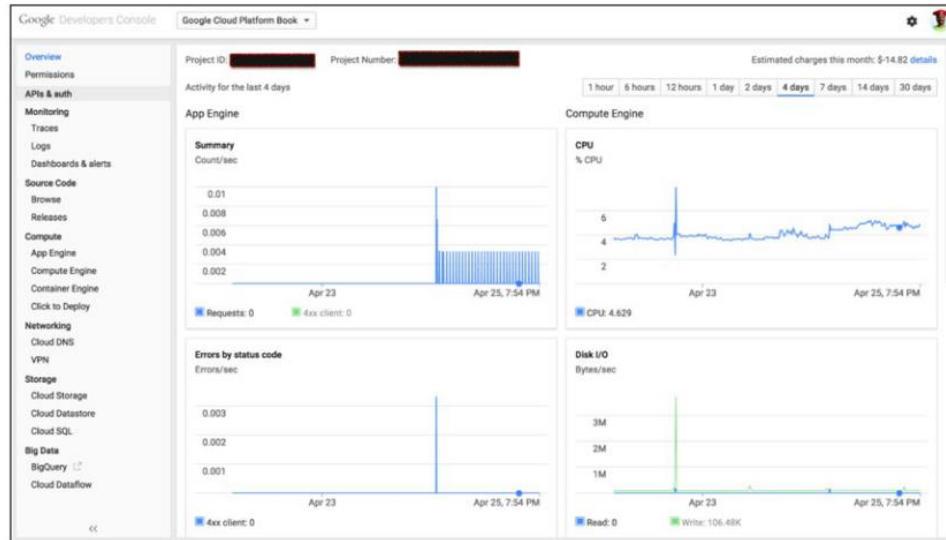 Google Developers Console
Google Cloud Platform Book
Overview
Permissions
APIs & auth
Monitoring
Traces
Logs
Dashboards & alerts
Source Code
Browse
Releases
Compute
App Engine
Compute Engine
Container Engine
Click to Deploy
Networking
Cloud DNS
VPN
Storage
Cloud Storage
Cloud Datastore
Cloud SQL
Big Data
BigQuery
Cloud Dataflow
<<
Project ID: Project Number: Estimated charges this month: $-14.82 details
Activity for the last 4 days 1 hour 6 hours 12 hours 1 day 2 days 4 days 7 days 14 days 30 days
App Engine
Summary
Count/sec
0.01
0.008
0.006
0.004
0.002
Apr 23 Apr 25, 7:54 PM
Requests: 0 4xx client: 0
Errors by status code
Errors/sec
0.003
0.002
0.001
Apr 23 Apr 25, 7:54 PM
4xx client: 0
Compute Engine
CPU
% CPU
6
4
2
Apr 23 Apr 25, 7:54 PM
CPU: 4.629
Disk I/O
Bytes/sec
3M
2M
1M
Apr 23 Apr 25, 7:54 PM
Read: 0 Write: 106.48K